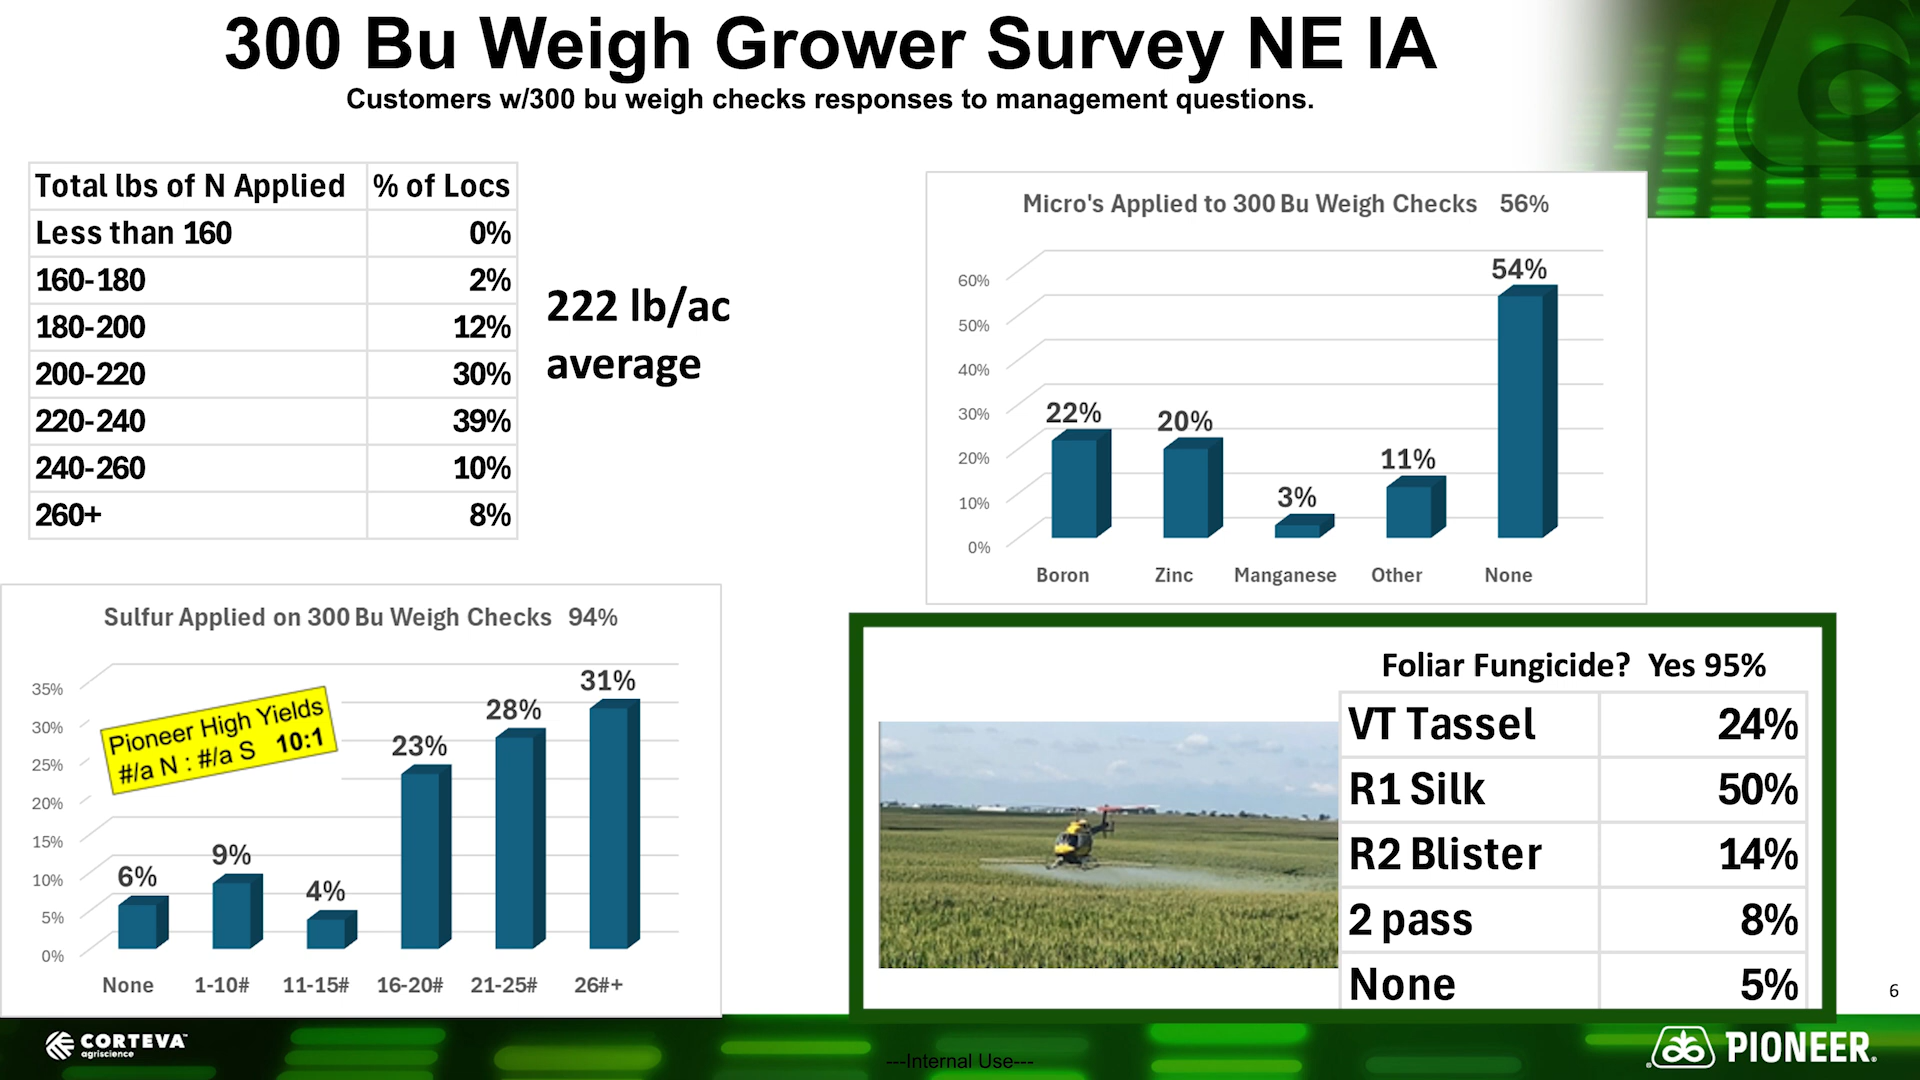 300 Bu Weigh Grower Survey NE IA
Customers w/300 bu weigh checks responses to management questions.
Total lbs of N Applied % of Locs
Less than 160 0%
160-180 2%
180-200 12%
200-220 30%
220-240 39%
240-260 10%
260+ 8%
222 lb/ac
average
Micro's Applied to 300 Bu Weigh Checks 56%
60%
50%
40%
30%
20%
10%
0%
22%
20%
3%
11%
54%
Boron Zinc Manganese Other None
Sulfur Applied on 300 Bu Weigh Checks 94%
35%
30%
25%
20%
15%
10%
5%
0%
Pioneer High Yields
#/a N : #/a S 10:1
6%
9%
4%
23%
28%
31%
None 1-10# 11-15# 16-20# 21-25# 26#+
Foliar Fungicide? Yes 95%
VT Tassel 24%
R1 Silk 50%
R2 Blister 14%
2 pass 8%
None 5%
6
CORTEVA™
agriscience
---Internal Use---
PIONEER.